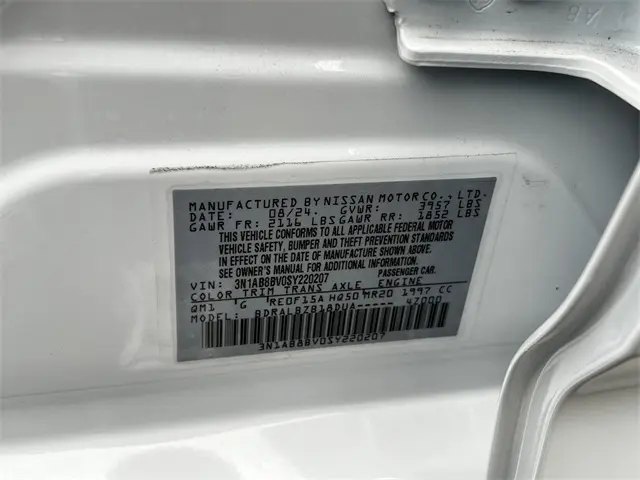 MANUFACTURED BY NISSAN MOTOR CO., LTD.
DATE: 08/24. GVWR: 3957 LBS
GAWR FR: 2116 LBS GAWR RR: 1852 LBS
THIS VEHICLE CONFORMS TO ALL APPLICABLE FEDERAL MOTOR
VEHICLE SAFETY, BUMPER AND THEFT PREVENTION STANDARDS
IN EFFECT ON THE DATE OF MANUFACTURE SHOWN ABOVE.
SEE OWNER'S MANUAL FOR ADDITIONAL INFORMATION.
VIN: 3N1AB8BV0SY220207 PASSENGER CAR.
COLOR TRIM TRANS AXLE ENGINE
QM1 G RE0F15A HQ50 MR20 1997 CC
BDRALBZB18DUA----- 47000
3N1AB8BV0SY220207